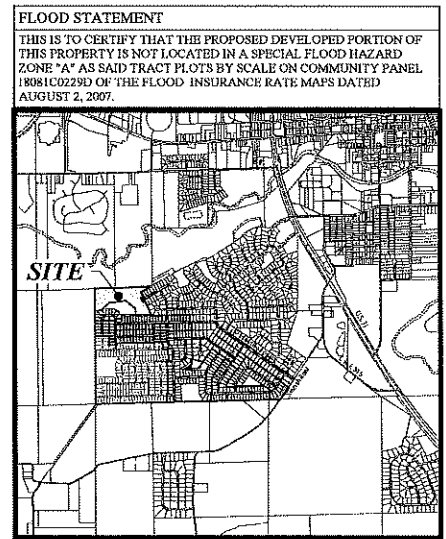 FLOOD STATEMENT
THIS IS TO CERTIFY THAT THE PROPOSED DEVELOPED PORTION OF
THIS PROPERTY IS NOT LOCATED IN A SPECIAL FLOOD HAZARD
ZONE "A" AS SAID TRACT PLOTS BY SCALE ON COMMUNITY PANEL
18081C0229D OF THE FLOOD INSURANCE RATE MAPS DATED
AUGUST 2, 2007.
SITE
US 31